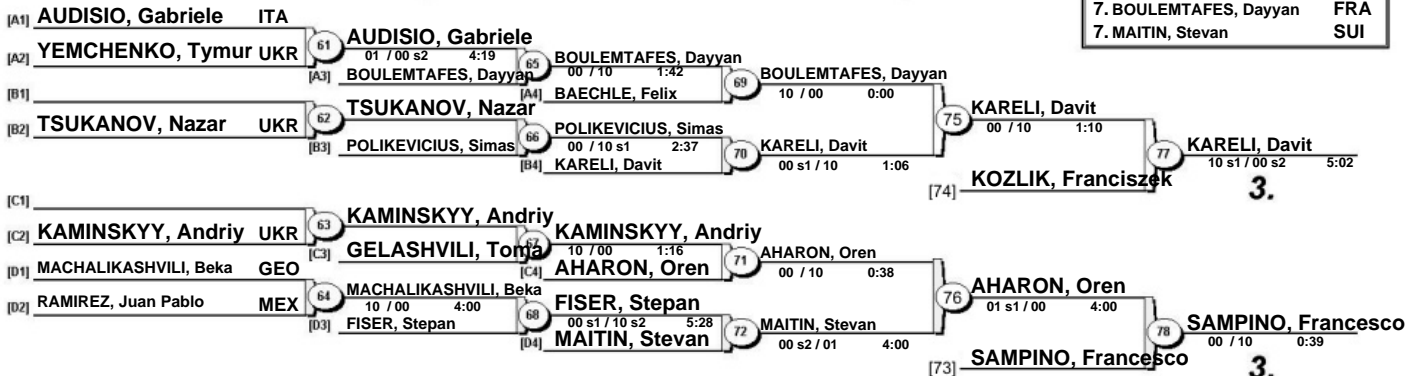 7. BOULEMTAFES, Dayyan FRA
7. MAITIN, Stevan SUI
[A1] AUDISIO, Gabriele ITA
[A2] YEMCHENKO, Tymur UKR
61
AUDISIO, Gabriele
01 / 00 s2 4:19
[A3] BOULEMTAFES, Dayyan
65
BOULEMTAFES, Dayyan
00 / 10 1:42
[A4] BAECHLE, Felix
69
BOULEMTAFES, Dayyan
10 / 00 0:00
[B1]
[B2] TSUKANOV, Nazar UKR
62
TSUKANOV, Nazar
[B3] POLIKEVICIUS, Simas
66
POLIKEVICIUS, Simas
00 / 10 s1 2:37
[B4] KARELI, Davit
70
KARELI, Davit
00 s1 / 10 1:06
75
KARELI, Davit
00 / 10 1:10
[74] KOZLIK, Franciszek
77
KARELI, Davit
10 s1 / 00 s2 5:02
3.
[C1]
[C2] KAMINSKYY, Andriy UKR
63
KAMINSKYY, Andriy
[C3] GELASHVILI, Toma
67
KAMINSKYY, Andriy
10 / 00 1:16
[C4] AHARON, Oren
71
AHARON, Oren
00 / 10 0:38
[D1] MACHALIKASHVILI, Beka GEO
[D2] RAMIREZ, Juan Pablo MEX
64
MACHALIKASHVILI, Beka
10 / 00 4:00
[D3] FISER, Stepan
68
FISER, Stepan
00 s1 / 10 s2 5:28
[D4] MAITIN, Stevan
72
MAITIN, Stevan
00 s2 / 01 4:00
76
AHARON, Oren
01 s1 / 00 4:00
[73] SAMPINO, Francesco
78
SAMPINO, Francesco
00 / 10 0:39
3.